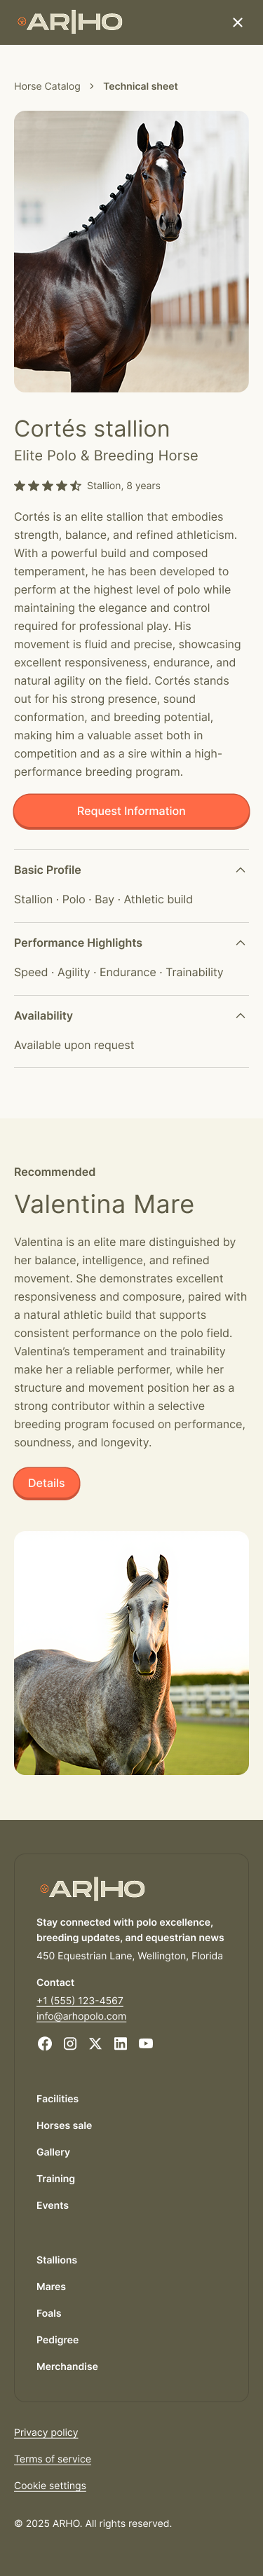 AR|HO
Horse Catalog > Technical sheet
Cortés stallion
Elite Polo & Breeding Horse
Stallion, 8 years
Cortés is an elite stallion that embodies
strength, balance, and refined athleticism.
With a powerful build and composed
temperament, he has been developed to
perform at the highest level of polo while
maintaining the elegance and control
required for professional play. His
movement is fluid and precise, showcasing
excellent responsiveness, endurance, and
natural agility on the field. Cortés stands
out for his strong presence, sound
conformation, and breeding potential,
making him a valuable asset both in
competition and as a sire within a high-
performance breeding program.
Request Information
Basic Profile
Stallion · Polo · Bay · Athletic build
Performance Highlights
Speed · Agility · Endurance · Trainability
Availability
Available upon request
Recommended
Valentina Mare
Valentina is an elite mare distinguished by
her balance, intelligence, and refined
movement. She demonstrates excellent
responsiveness and composure, paired with
a natural athletic build that supports
consistent performance on the polo field.
Valentina’s temperament and trainability
make her a reliable performer, while her
structure and movement position her as a
strong contributor within a selective
breeding program focused on performance,
soundness, and longevity.
Details
AR|HO
Stay connected with polo excellence,
breeding updates, and equestrian news
450 Equestrian Lane, Wellington, Florida
Contact
+1 (555) 123-4567
info@arhopolo.com
Facilities
Horses sale
Gallery
Training
Events
Stallions
Mares
Foals
Pedigree
Merchandise
Privacy policy
Terms of service
Cookie settings
© 2025 ARHO. All rights reserved.